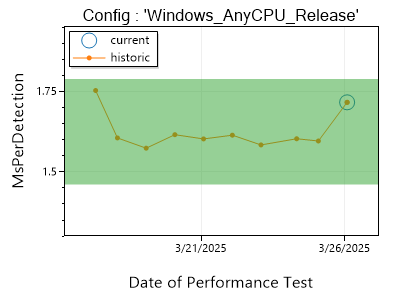 Config : 'Windows_AnyCPU_Release'
current
historic
MsPerDetection
1.75
1.5
3/21/2025
3/26/2025
Date of Performance Test